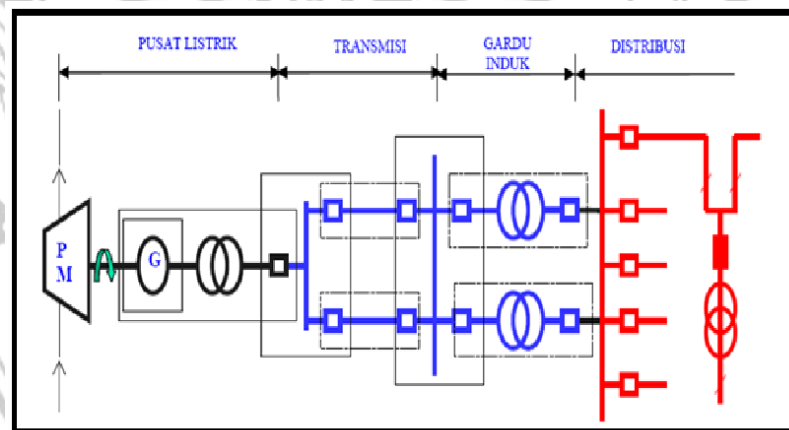 PUSAT LISTRIK
TRANSMISI
GARDU
INDUK
DISTRIBUSI
P
M
G